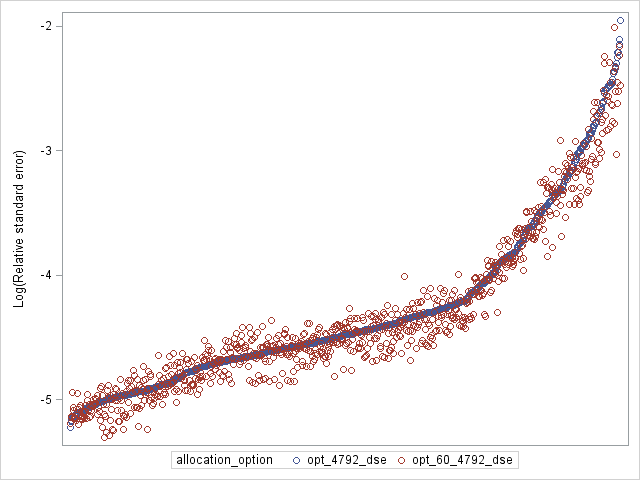 -2
-3
-4
-5
Log(Relative standard error)
allocation_option opt_4792_dse opt_60_4792_dse